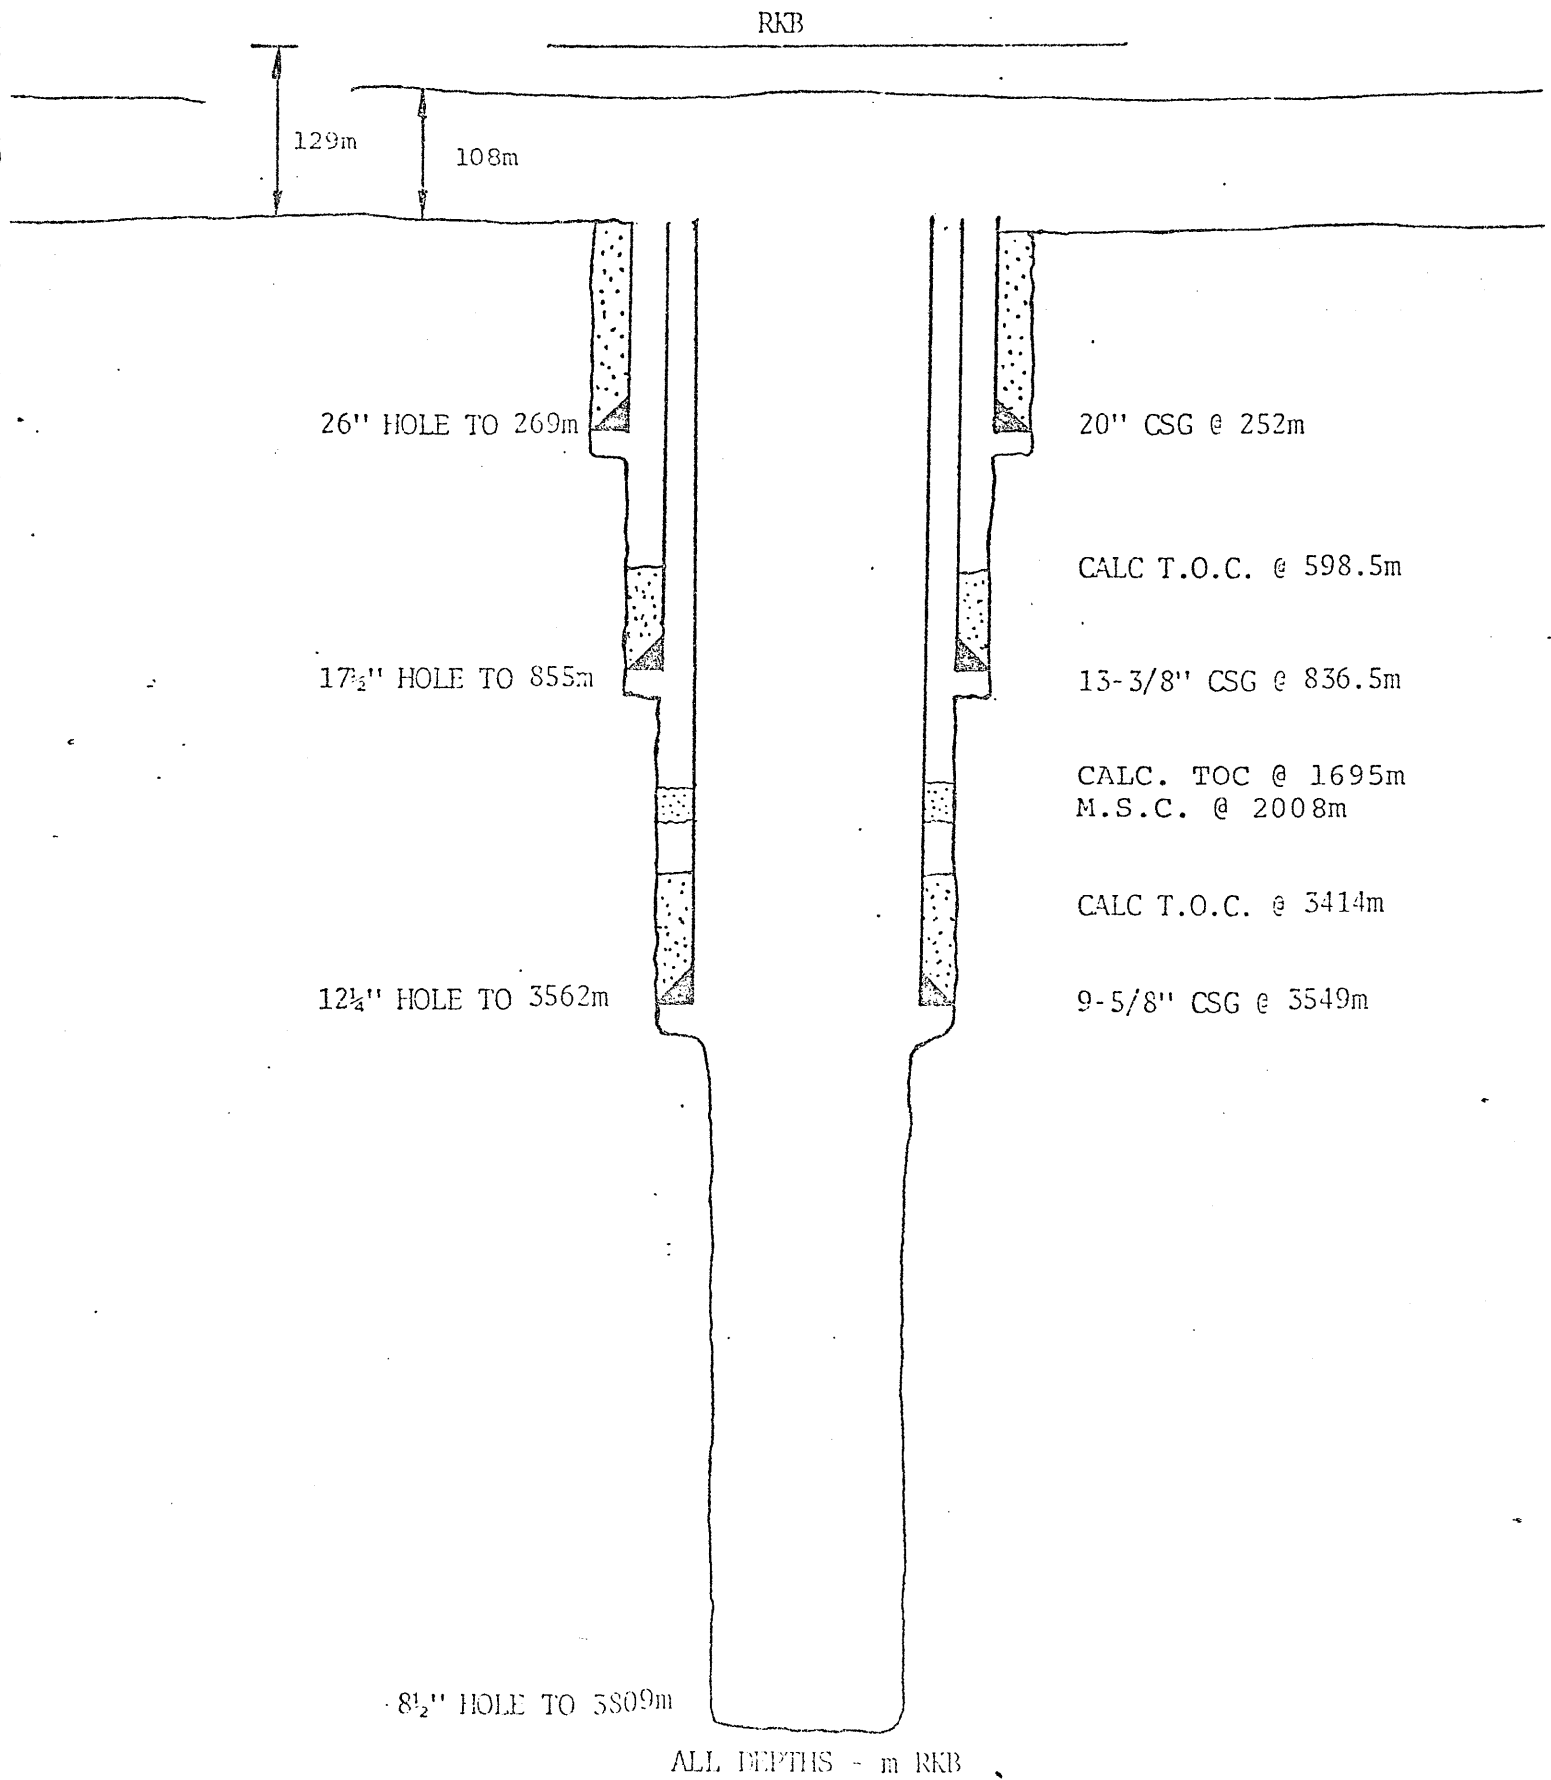 RKB
129m
108m
26" HOLE TO 269m
20" CSG @ 252m
CALC T.O.C. @ 598.5m
17½" HOLE TO 855m
13-3/8" CSG @ 836.5m
CALC. TOC @ 1695m
M.S.C. @ 2008m
CALC T.O.C. @ 3414m
12¼" HOLE TO 3562m
9-5/8" CSG @ 3549m
8½" HOLE TO 3809m
ALL DEPTHS - m RKB